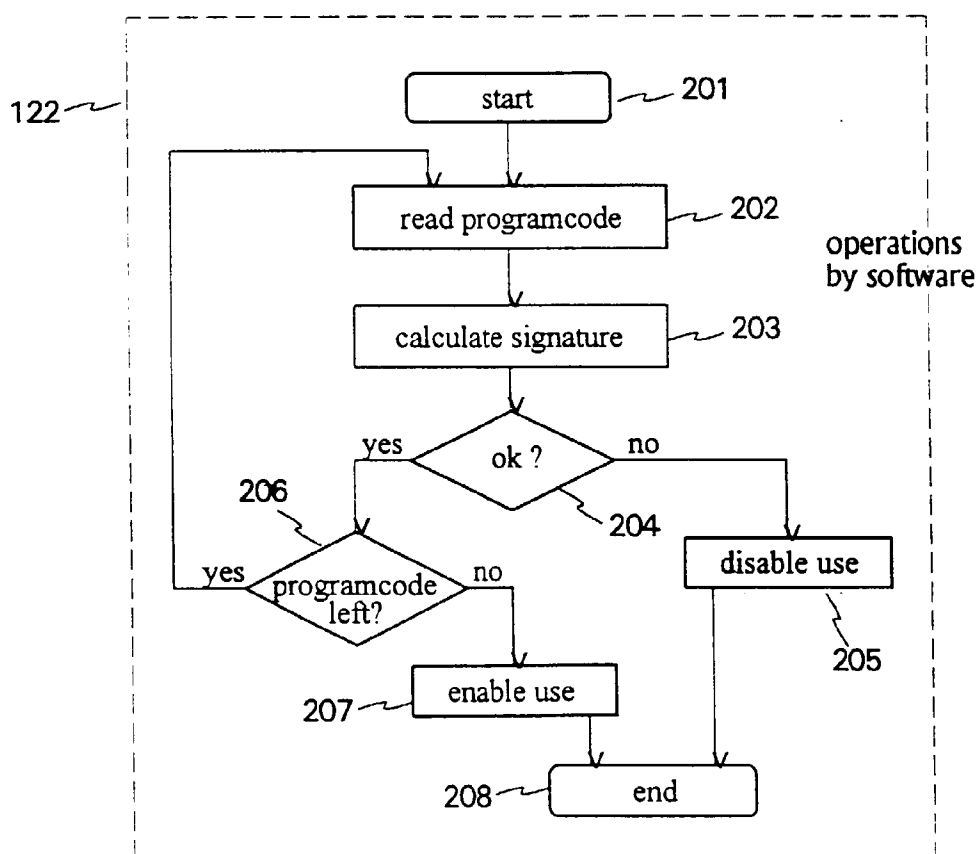 122
start
201
read programcode
202
operations
by software
calculate signature
203
yes
ok ?
no
204
206
yes
programcode
left?
no
disable use
205
enable use
207
end
208